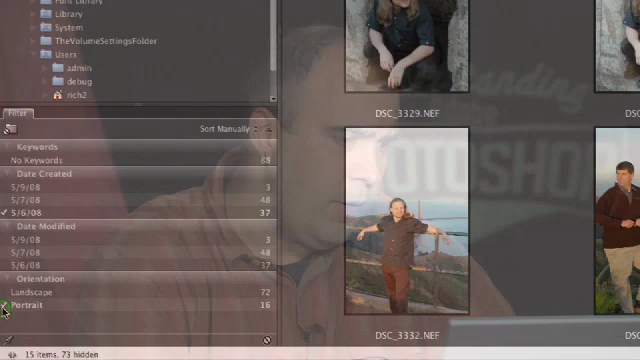 Font Library
Library
System
TheVolumeSettingsFolder
Users
admin
debug
rich2
Filter
Sort Manually
Keywords
No Keywords 88
Date Created
5/9/08 3
5/7/08 48
5/6/08 37
Date Modified
5/9/08 3
5/7/08 48
5/6/08 37
Orientation
Landscape 72
Portrait 16
15 items, 73 hidden
DSC_3329.NEF
DSC_3332.NEF
OTOSHOP